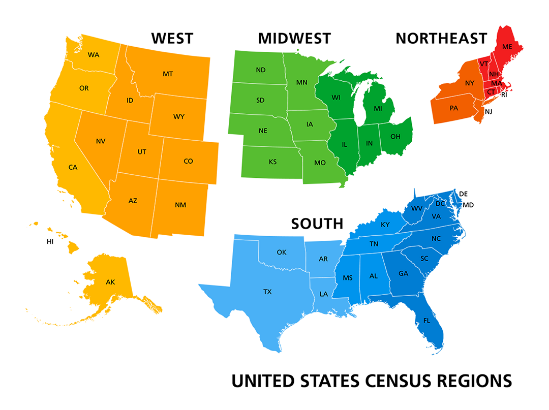 WEST
WA
MT
OR
ID
WY
NV
UT
CO
CA
AZ
NM
HI
AK
MIDWEST
ND
MN
SD
WI
MI
NE
IA
IL
IN
OH
KS
MO
NORTHEAST
ME
VT
NH
NY
MA
CT
RI
PA
NJ
SOUTH
DE
MD
WV
DC
VA
KY
NC
TN
OK
AR
SC
MS
AL
GA
TX
LA
FL
UNITED STATES CENSUS REGIONS